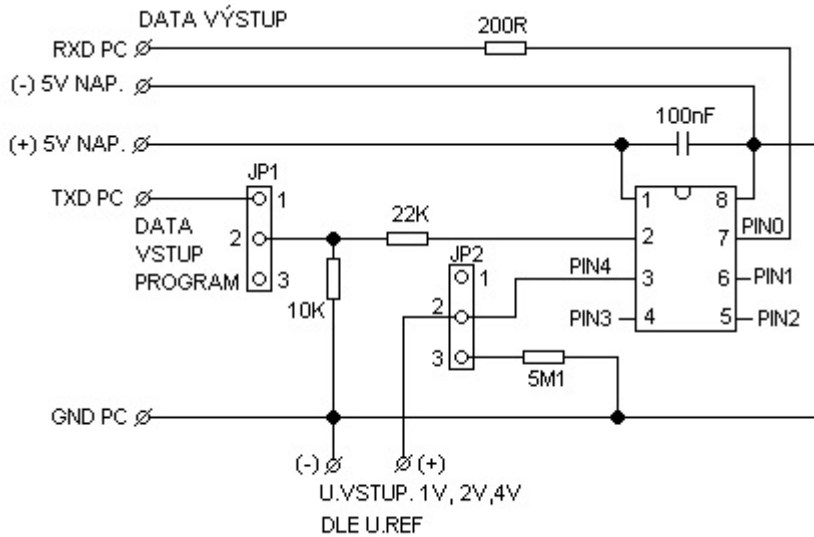 DATA VÝSTUP
RXD PC
200R
(-) 5V NAP.
100nF
(+) 5V NAP.
JP1
TXD PC
1
1
8
22K
DATA
2
2
7
PIN0
VSTUP
JP2
PROGRAM
3
1
PIN4
3
6
PIN1
10K
2
PIN3
4
5
PIN2
3
5M1
GND PC
(-)
(+)
U.VSTUP. 1V, 2V,4V
DLE U.REF